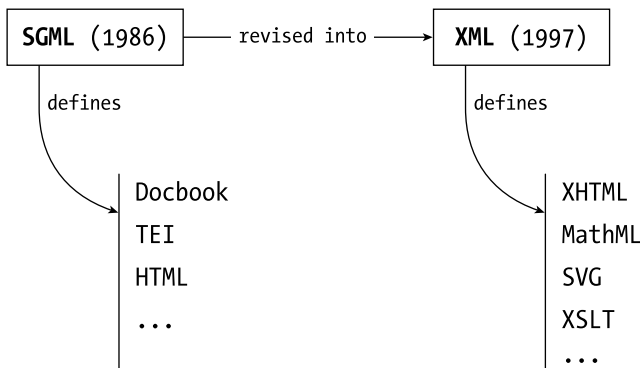 SGML (1986) revised into XML (1997)
defines defines
Docbook
TEI
HTML
...
XHTML
MathML
SVG
XSLT
...